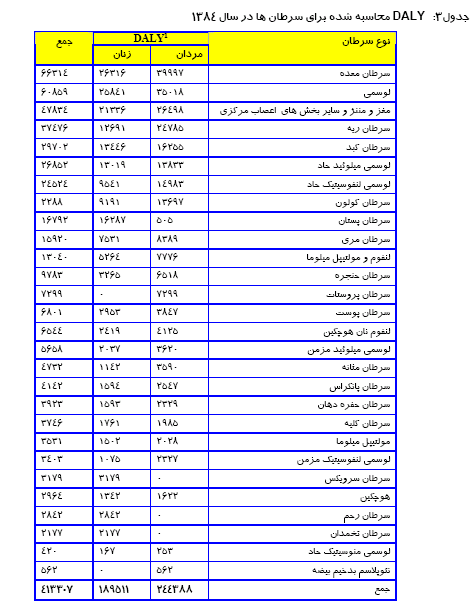 جدول۳: DALY محاسبه شده برای سرطان ها در سال ۱۳۸۴
نوع سرطان DALY¹ جمع
مردان زنان
سرطان معده ۳۹۹۹۷ ۲۶۳۱۶ ۶۶۳۱۴
لوسمی ۳۵۰۱۸ ۲۵۸۴۱ ۶۰۸۵۹
مغز و مننژ و سایر بخش های اعصاب مرکزی ۲۶۴۹۸ ۲۱۳۳۶ ۴۷۸۳۴
سرطان ریه ۲۴۷۸۵ ۱۲۶۹۱ ۳۷۴۷۶
سرطان کبد ۱۶۲۵۵ ۱۳۴۴۶ ۲۹۷۰۲
لوسمی میلوئید حاد ۱۳۸۳۳ ۱۳۰۱۹ ۲۶۸۵۲
لوسمی لنفوسیتیک حاد ۱۴۹۸۳ ۹۵۴۱ ۲۴۵۲۴
سرطان کولون ۱۳۶۹۷ ۹۱۹۱ ۲۲۸۸
سرطان پستان ۵۰۵ ۱۶۲۸۷ ۱۶۷۹۲
سرطان مری ۸۳۸۹ ۷۵۳۱ ۱۵۹۲۰
لنفوم و مولتیپل میلوما ۷۷۷۶ ۵۲۶۴ ۱۳۰۴۰
سرطان حنجره ۶۵۱۸ ۳۲۶۵ ۹۷۸۳
سرطان پروستات ۷۲۹۹ ۰ ۷۲۹۹
سرطان پوست ۳۸۴۷ ۲۹۵۳ ۶۸۰۱
لنفوم نان هوچکین ۴۱۲۵ ۲۴۱۹ ۶۵۴۴
لوسمی میلوئید مزمن ۳۶۲۰ ۲۰۳۷ ۵۶۵۸
سرطان مثانه ۳۵۹۰ ۱۱۴۲ ۴۷۳۲
سرطان پانکراس ۲۵۴۷ ۱۵۹۴ ۴۱۴۲
سرطان حفره دهان ۲۳۲۹ ۱۵۹۳ ۳۹۲۳
سرطان کلیه ۱۹۸۵ ۱۷۶۱ ۳۷۴۶
مولتیپل میلوما ۲۰۲۸ ۱۵۰۲ ۳۵۳۱
لوسمی لنفوسیتیک مزمن ۲۳۲۷ ۱۰۷۵ ۳۴۰۳
سرطان سرویکس ۰ ۳۱۷۹ ۳۱۷۹
هوچکین ۱۶۲۲ ۱۳۴۲ ۲۹۶۴
سرطان رحم ۰ ۲۸۴۲ ۲۸۴۲
سرطان تخمدان ۰ ۲۱۷۷ ۲۱۷۷
لوسمی منوسیتیک حاد ۲۵۳ ۱۶۷ ۴۲۰
نئوپلاسم بدخیم بیضه ۵۶۲ ۰ ۵۶۲
جمع ۲۴۴۳۸۸ ۱۸۹۵۱۱ ۴۱۳۳۰۷